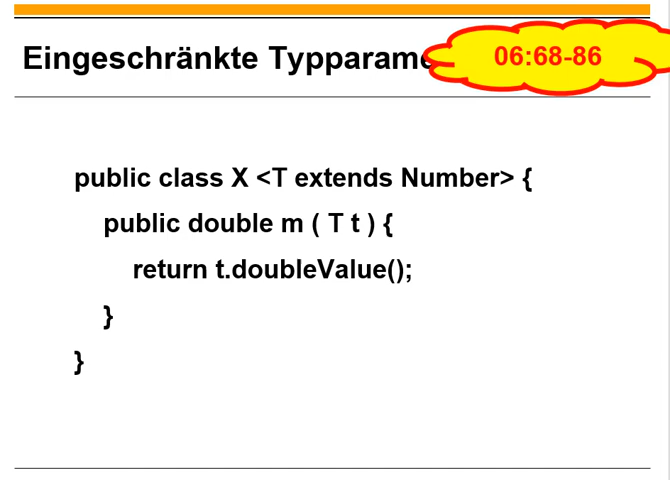 Eingeschränkte Typparame
06:68-86
public class X <T extends Number> {
public double m ( T t ) {
return t.doubleValue();
}
}